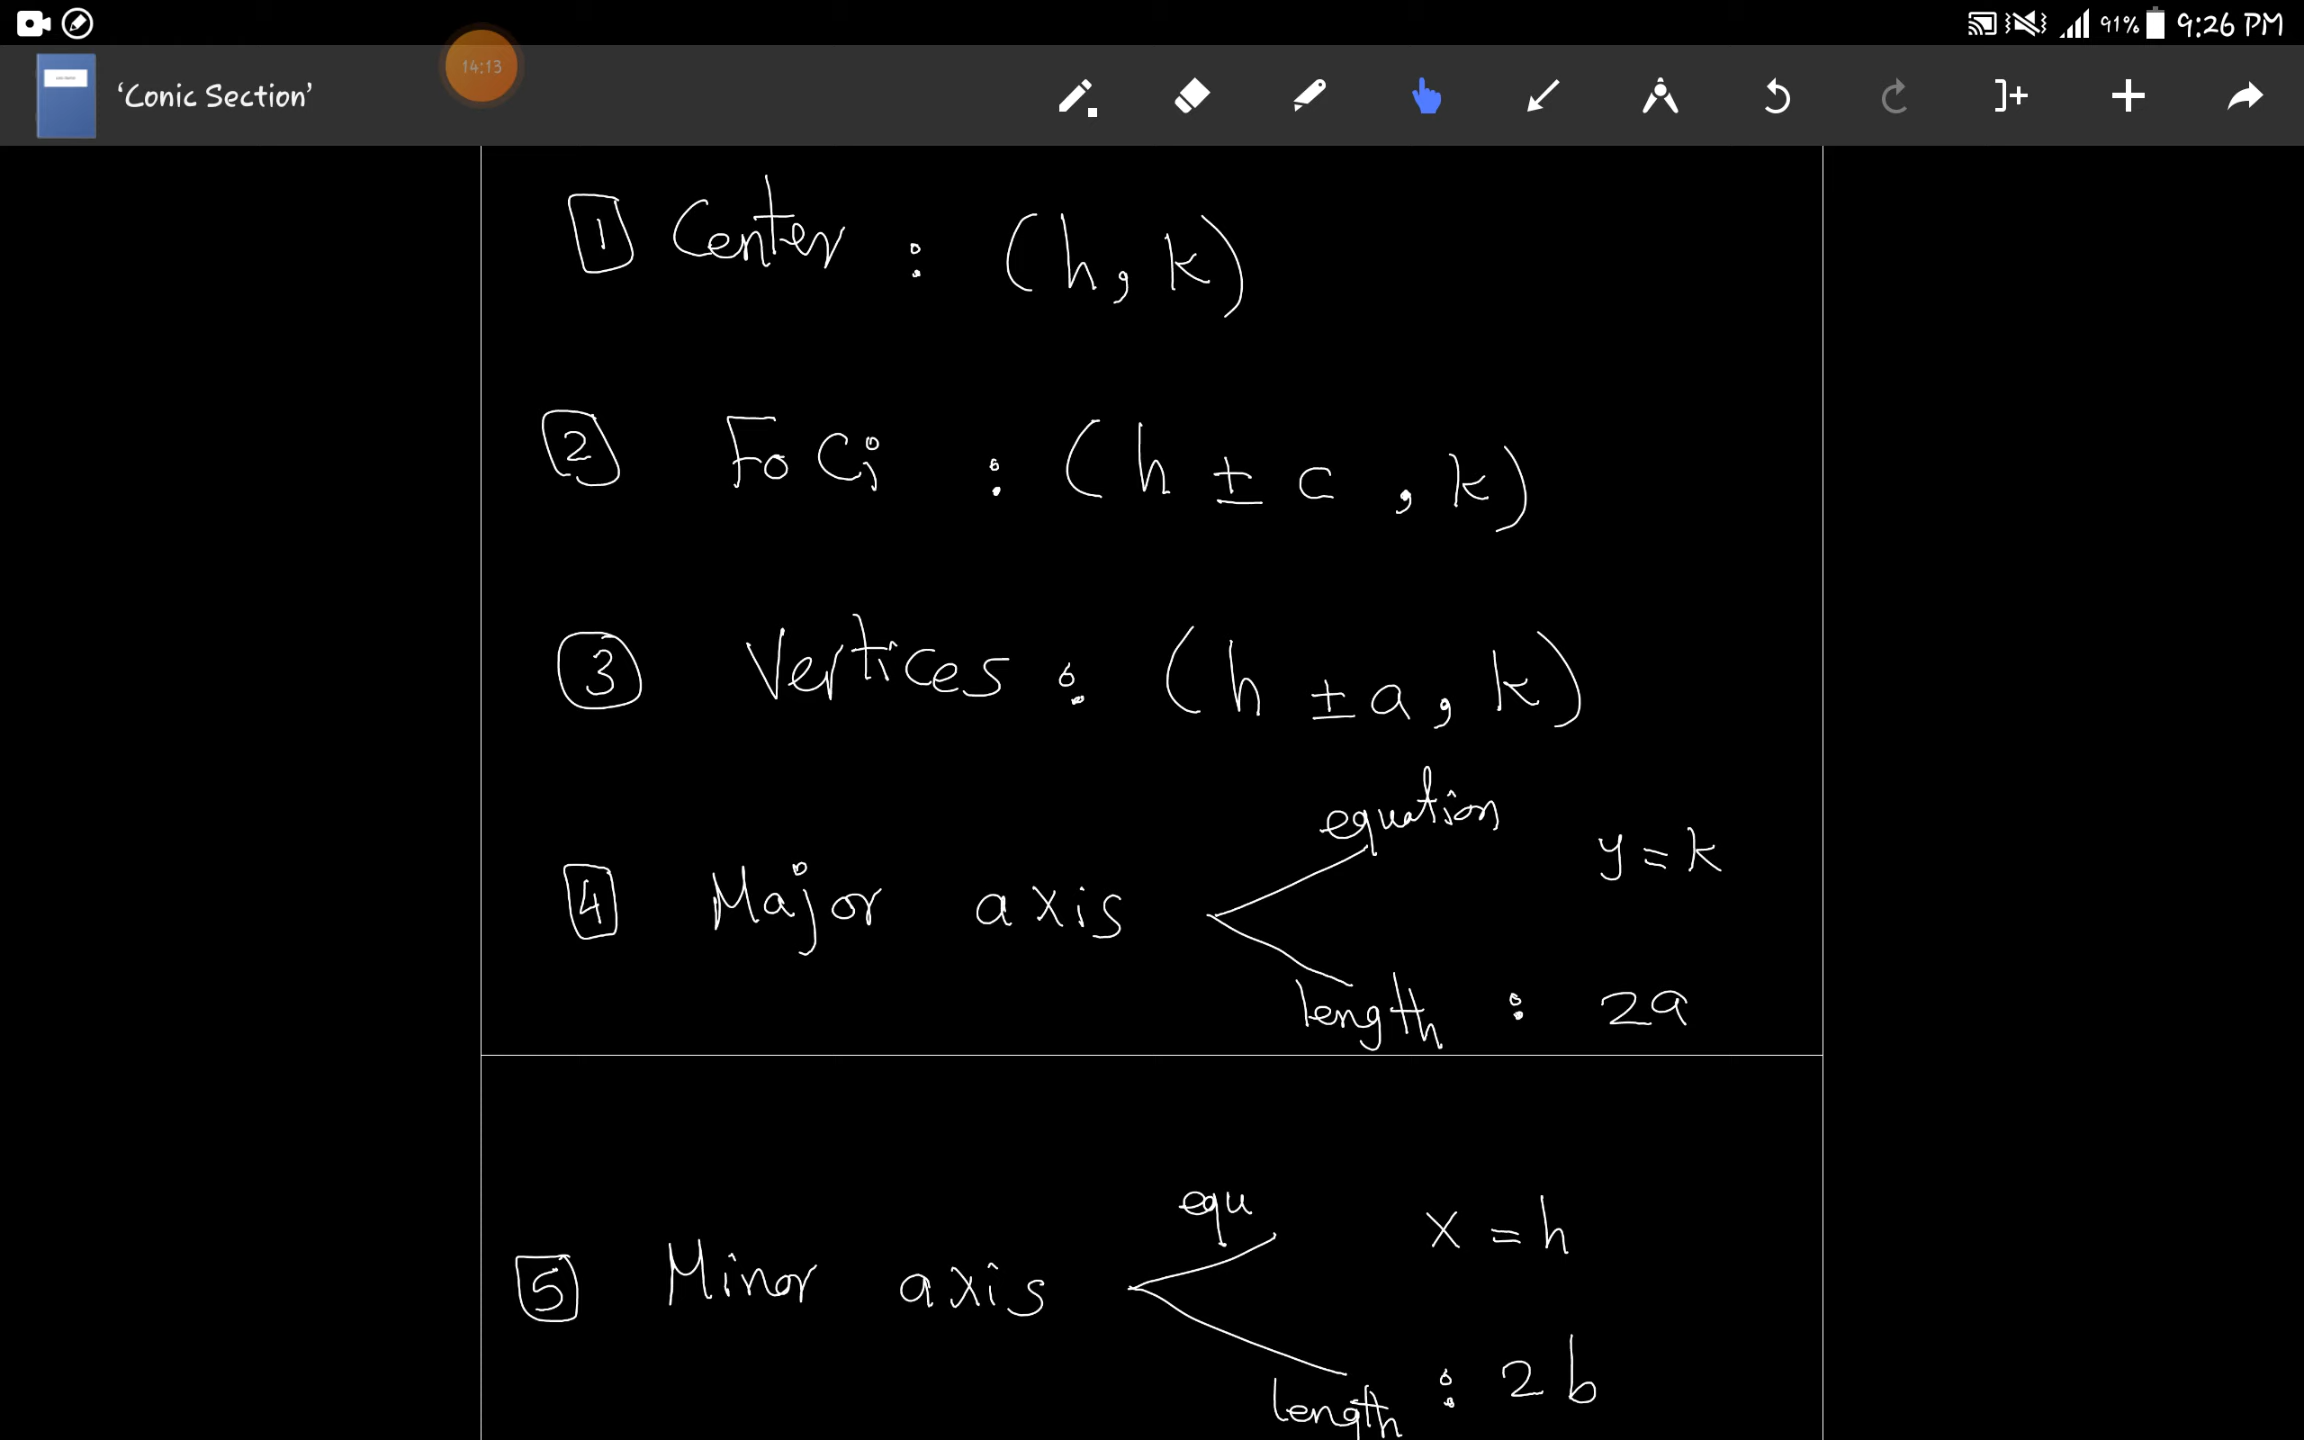 91% 9:26 PM
‘Conic Section’
14:13
1 Center : (h, k)
2 Foci : (h ± c, k)
3 Vertices : (h ± a, k)
equation y = k
4 Major axis
length : 2a
equ x = h
5 Minor axis
length : 2b